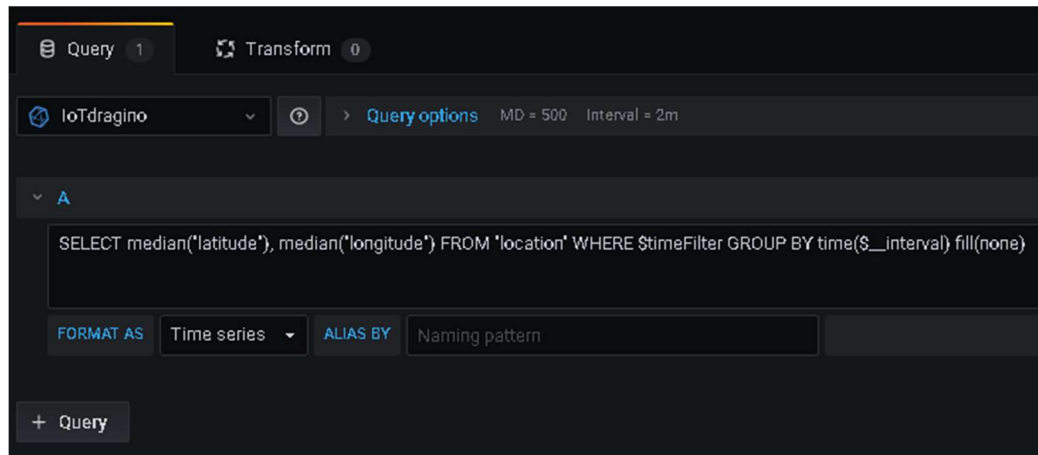 Query 1 Transform 0
IoTdragino Query options MD = 500 Interval = 2m
A
SELECT median("latitude"), median("longitude") FROM "location" WHERE $timeFilter GROUP BY time($__interval) fill(none)
FORMAT AS Time series ALIAS BY Naming pattern
+ Query